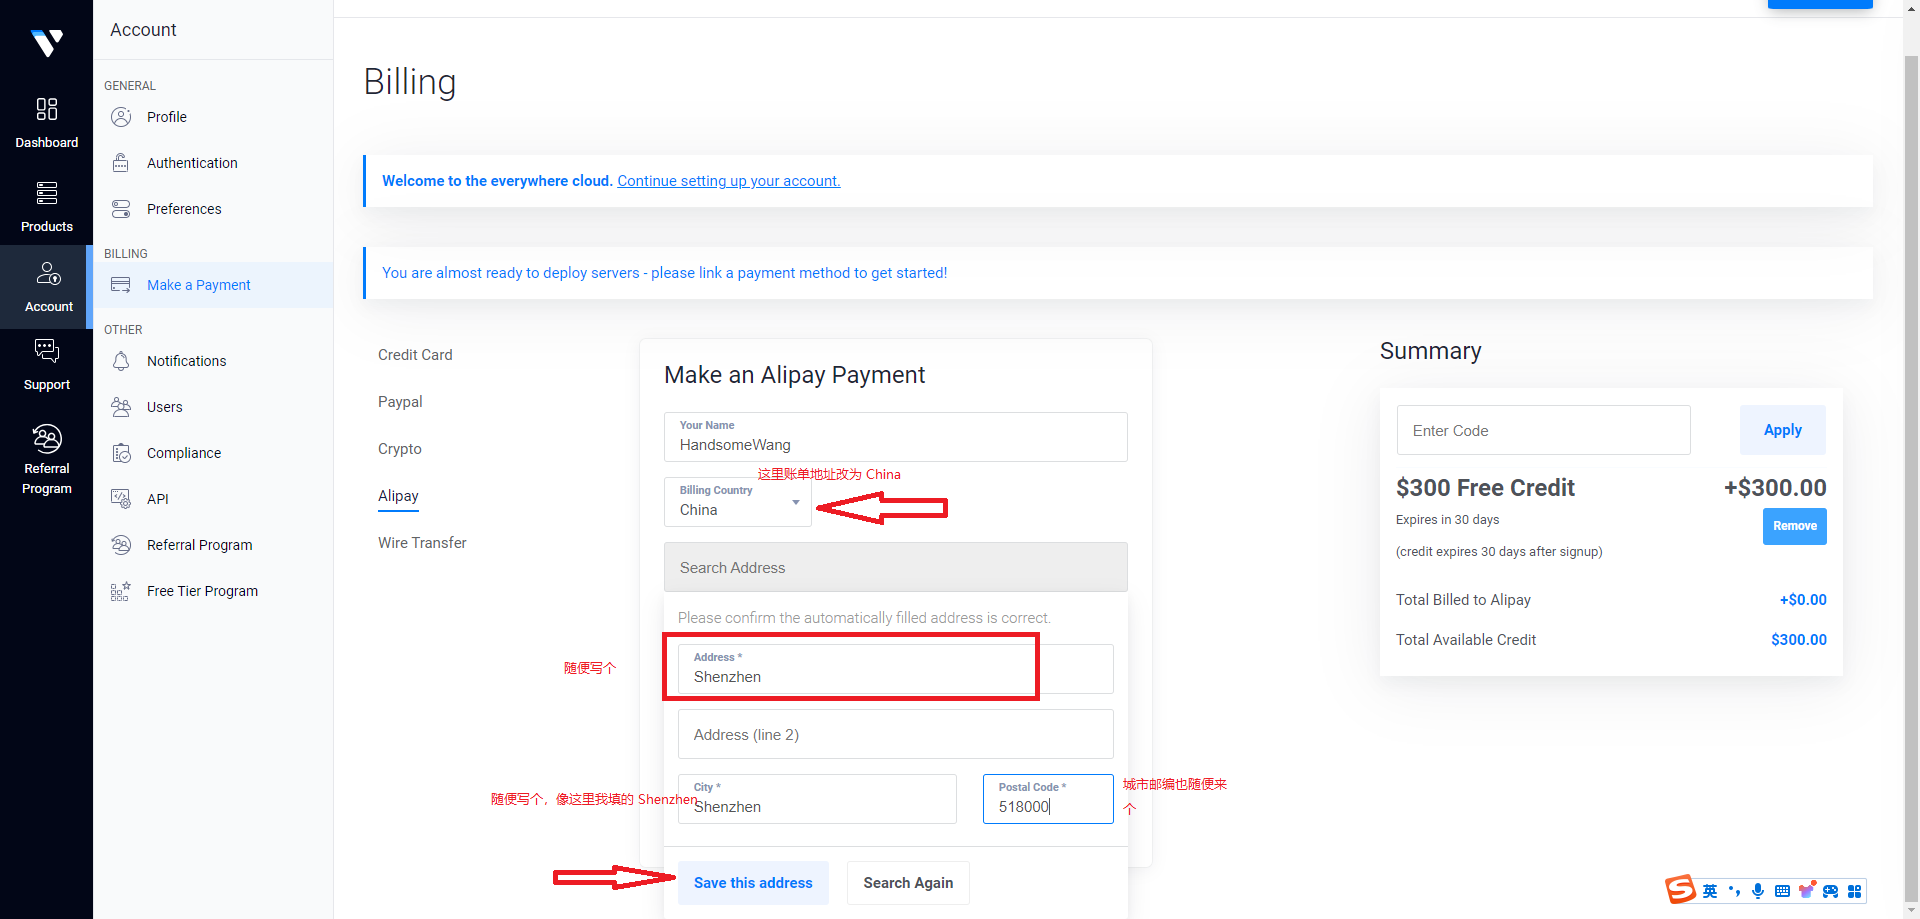 Dashboard
Products
Account
Support
Referral
Program
Account
GENERAL
Profile
Authentication
Preferences
BILLING
Make a Payment
OTHER
Notifications
Users
Compliance
API
Referral Program
Free Tier Program
Billing
Welcome to the everywhere cloud. Continue setting up your account.
You are almost ready to deploy servers - please link a payment method to get started!
Credit Card
Paypal
Crypto
Alipay
Wire Transfer
Make an Alipay Payment
Your Name
HandsomeWang
这里账单地址改为 China
Billing Country
China
Search Address
Please confirm the automatically filled address is correct.
随便写个
Address *
Shenzhen
Address (line 2)
随便写个，像这里我填的 Shenzhen
City *
Shenzhen
Postal Code *
518000
城市邮编也随便来
个
Save this address
Search Again
Summary
Enter Code
Apply
$300 Free Credit
+$300.00
Expires in 30 days
Remove
(credit expires 30 days after signup)
Total Billed to Alipay
+$0.00
Total Available Credit
$300.00
S 英